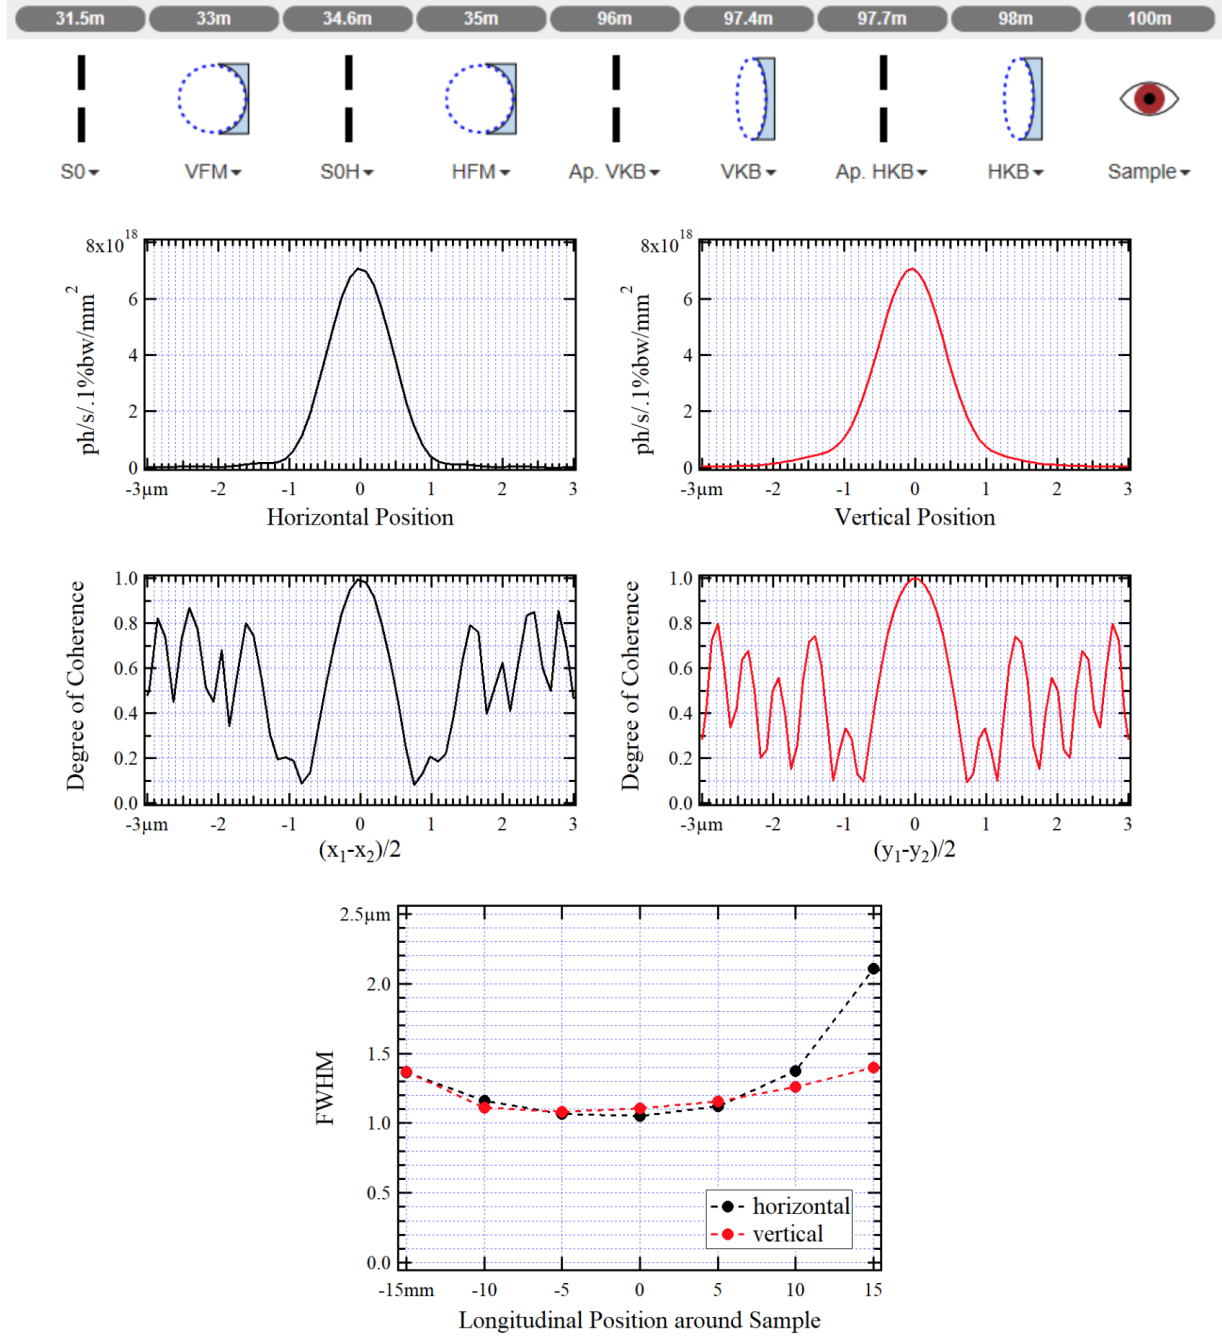 31.5m 33m 34.6m 35m 96m 97.4m 97.7m 98m 100m
S0 VFM S0H HFM Ap. VKB VKB Ap. HKB HKB Sample
8x10^18
6
4
2
0
ph/s/.1%bw/mm^2
-3µm -2 -1 0 1 2 3
Horizontal Position
8x10^18
6
4
2
0
ph/s/.1%bw/mm^2
-3µm -2 -1 0 1 2 3
Vertical Position
1.0
0.8
0.6
0.4
0.2
0.0
Degree of Coherence
-3µm -2 -1 0 1 2 3
(x₁-x₂)/2
1.0
0.8
0.6
0.4
0.2
0.0
Degree of Coherence
-3µm -2 -1 0 1 2 3
(y₁-y₂)/2
2.5µm
2.0
1.5
1.0
0.5
0.0
FWHM
horizontal
vertical
-15mm -10 -5 0 5 10 15
Longitudinal Position around Sample